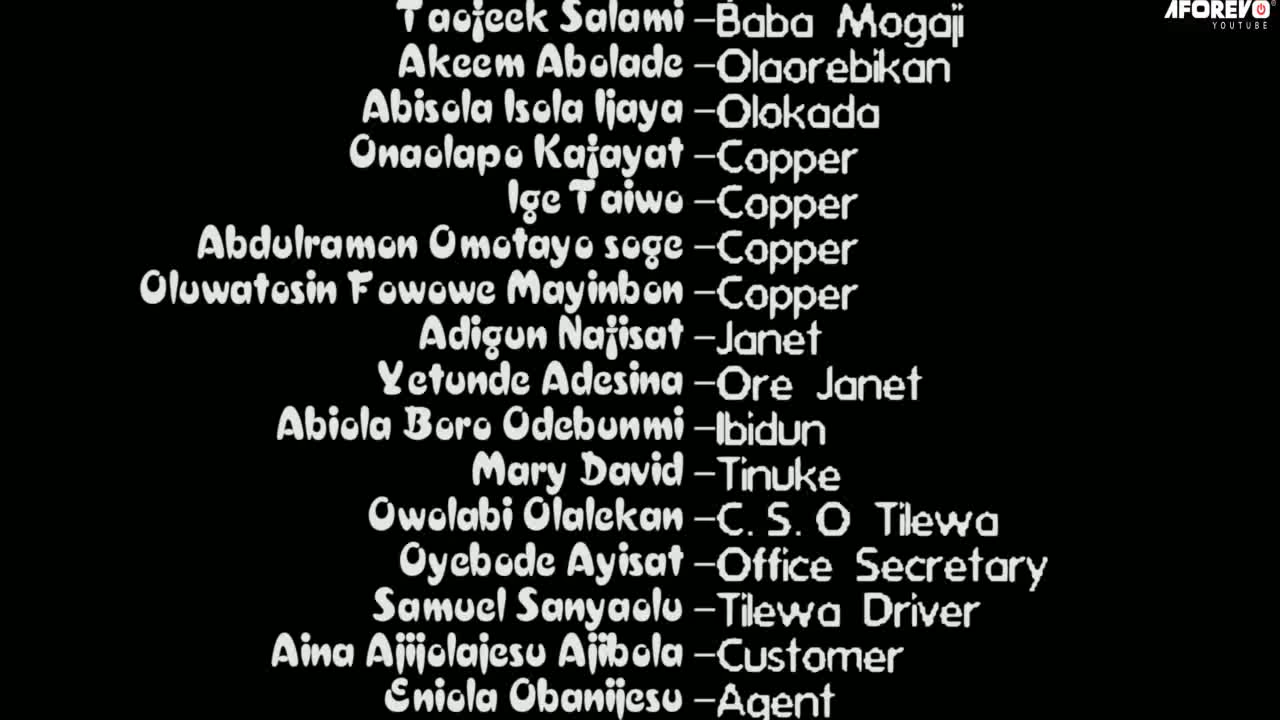 AFOREVO
YOUTUBE
Taofeek Salami -Baba Mogaji
Akeem Abolade -Olaorebikan
Abisola Isola Ijaya -Olokada
Onaolapo Kafayat -Copper
Ige Taiwo -Copper
Abdulramon Omotayo soge -Copper
Oluwatosin Fowowe Mayinbon -Copper
Adigun Nafisat -Janet
Yetunde Adesina -Ore Janet
Abiola Boro Odebunmi -Ibidun
Mary David -Tinuke
Owolabi Olalekan -C. S. O Tilewa
Oyebode Ayisat -Office Secretary
Samuel Sanyaolu -Tilewa Driver
Aina Ajijolajesu Ajibola -Customer
Eniola Obanijesu -Agent